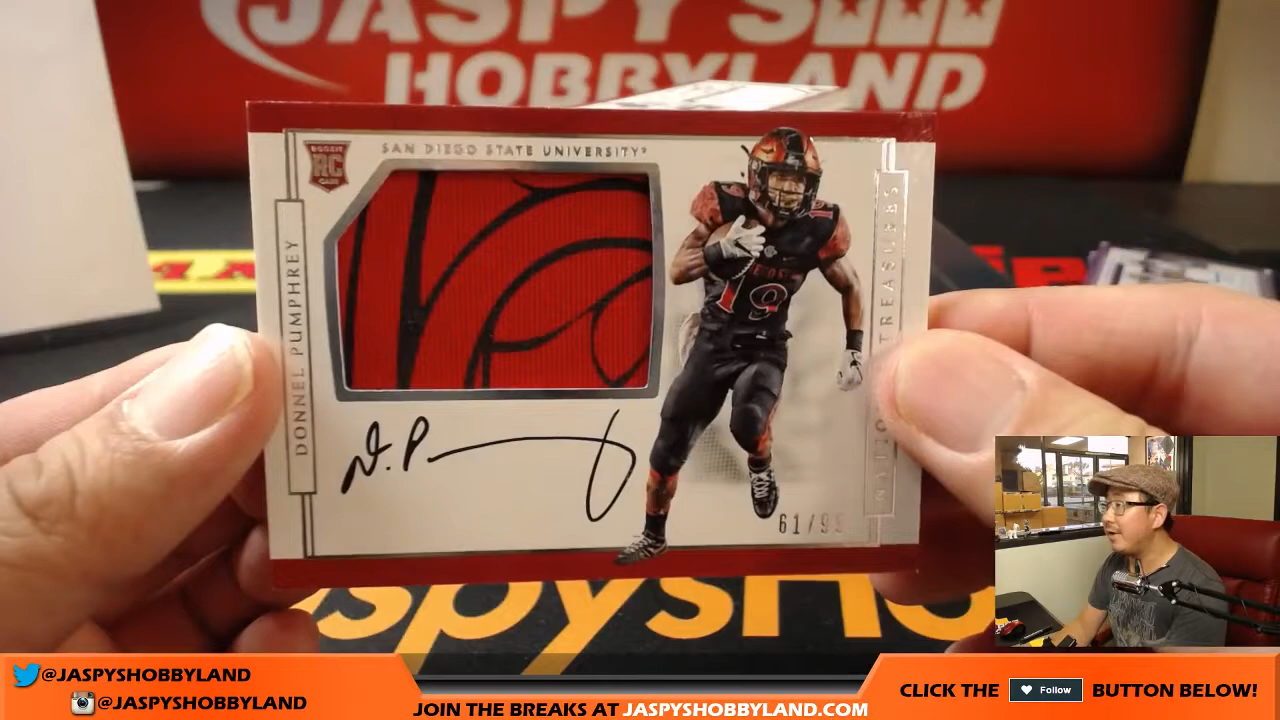 JASPY'S
HOBBYLAND
ROOKIE
RC
CARD
SAN DIEGO STATE UNIVERSITY®
DONNEL PUMPHREY
TREASURES
19
D.P
61/99
@JASPYSHOBBYLAND
@JASPYSHOBBYLAND
JOIN THE BREAKS AT JASPYSHOBBYLAND.COM
CLICK THE Follow BUTTON BELOW!